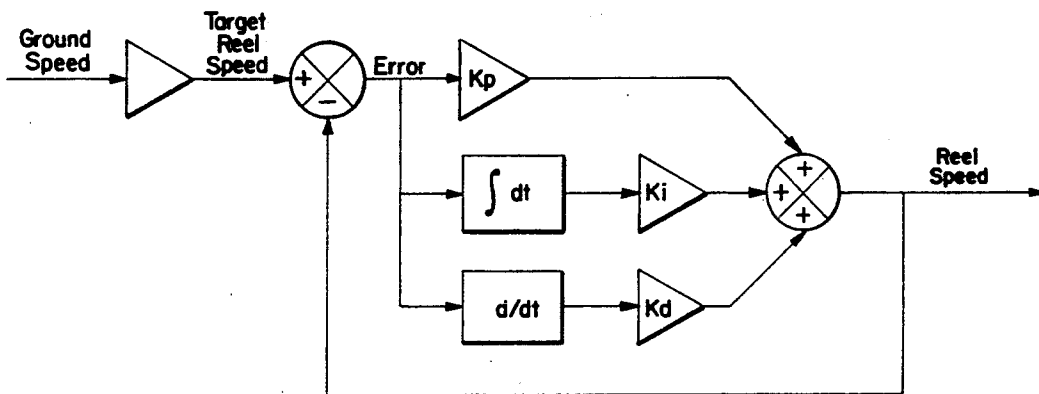 Ground
Speed
Target
Reel
Speed
+
−
Error
Kp
∫ dt
Ki
d/dt
Kd
+
+
+
Reel
Speed